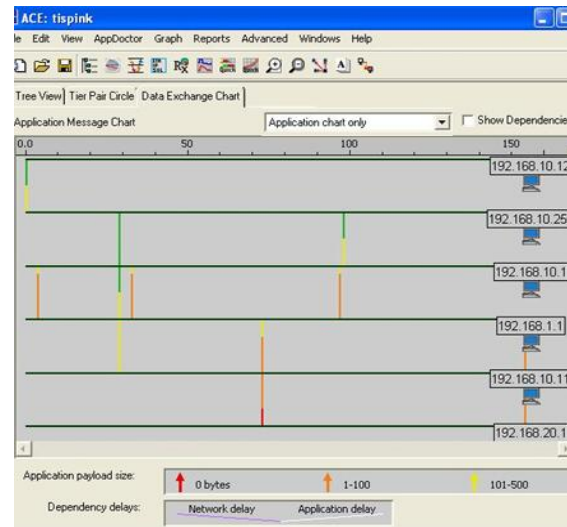 ACE: tispink
le Edit View AppDoctor Graph Reports Advanced Windows Help
Tree View Tier Pair Circle Data Exchange Chart
Application Message Chart Application chart only Show Dependencie
0.0 50 100 150
192.168.10.12
192.168.10.25
192.168.10.1
192.168.1.1
192.168.10.11
192.168.20.1
Application payload size: 0 bytes 1-100 101-500
Dependency delays: Network delay Application delay